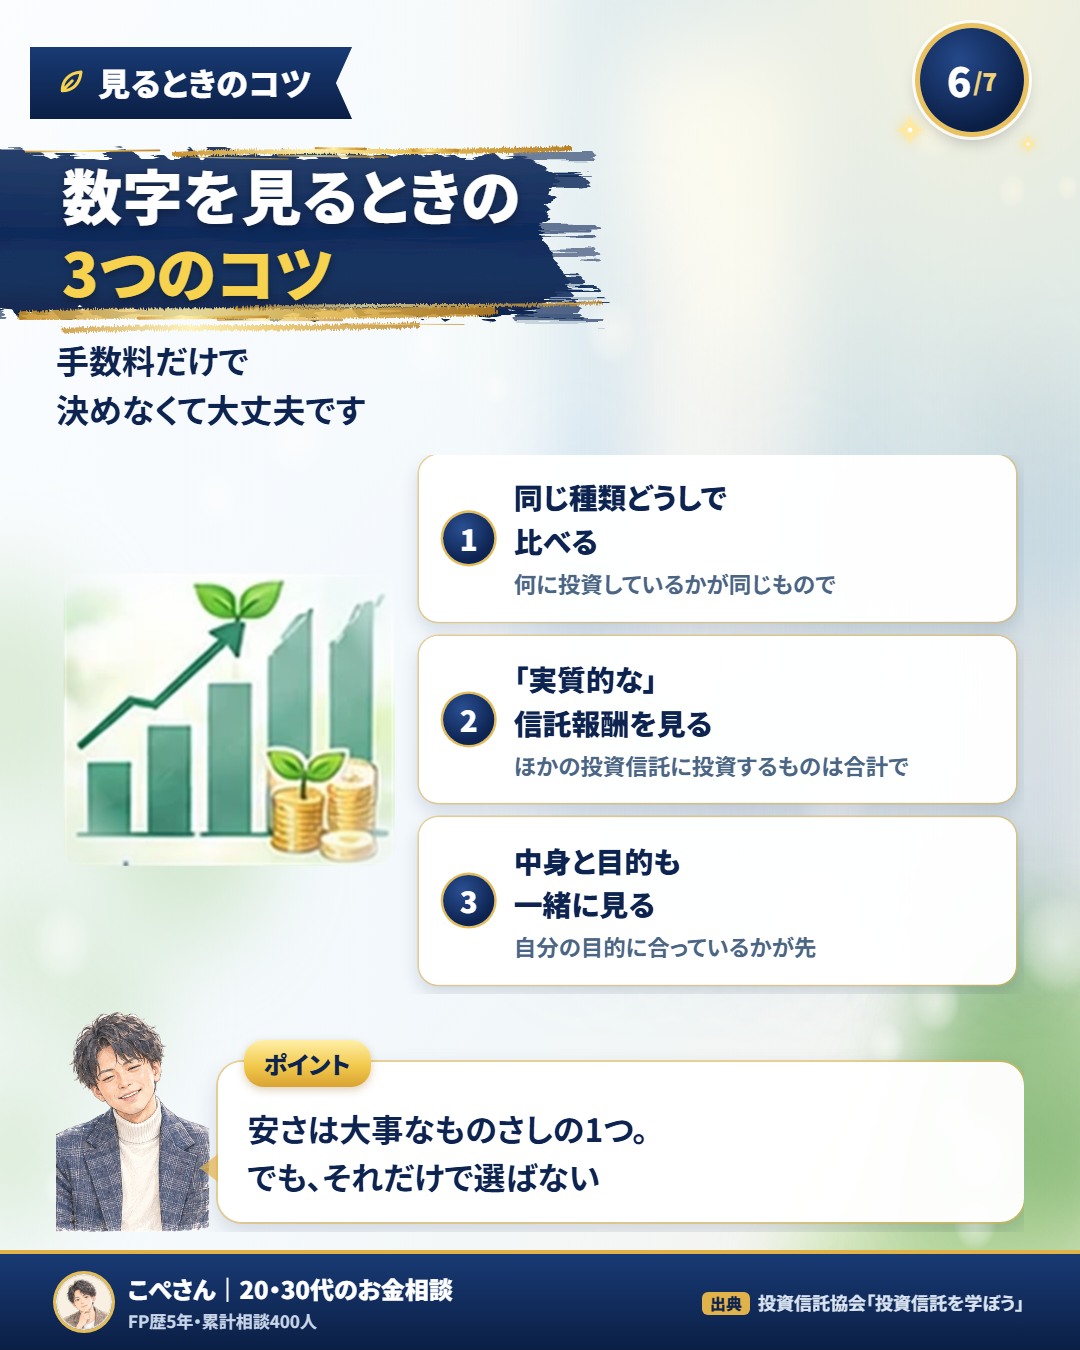 見るときのコツ
6/7
数字を見るときの
3つのコツ
手数料だけで
決めなくて大丈夫です
1
同じ種類どうしで
比べる
何に投資しているかが同じもので
2
「実質的な」
信託報酬を見る
ほかの投資信託に投資するものは合計で
3
中身と目的も
一緒に見る
自分の目的に合っているかが先
ポイント
安さは大事なものさしの1つ。
でも、それだけで選ばない
こぺさん｜20・30代のお金相談
FP歴5年・累計相談400人
出典 投資信託協会「投資信託を学ぼう」